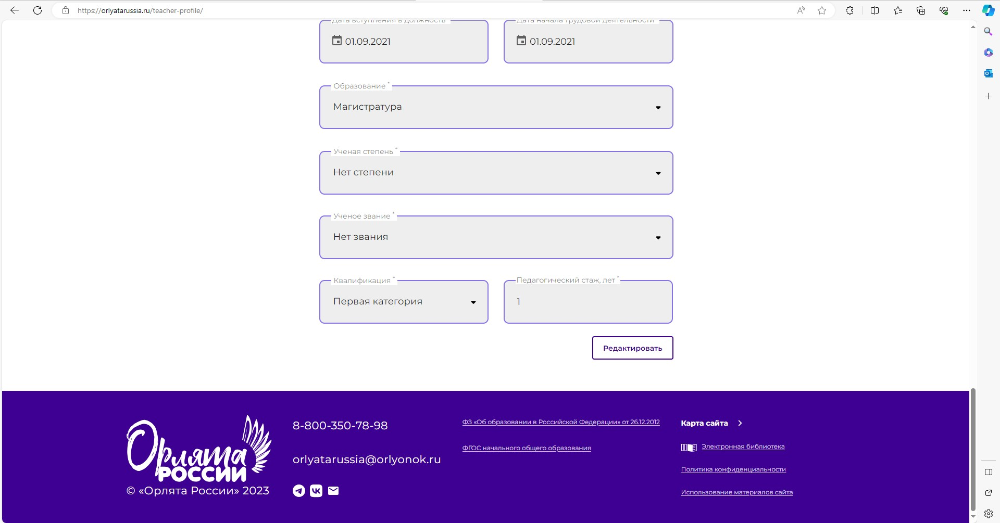 https://orlyatarussia.ru/teacher-profile/
Дата вступления в должность
Дата начала трудовой деятельности
01.09.2021
01.09.2021
Образование *
Магистратура
Ученая степень *
Нет степени
Ученое звание *
Нет звания
Квалификация *
Педагогический стаж, лет *
Первая категория
1
Редактировать
Орлята
РОССИИ
© «Орлята России» 2023
8-800-350-78-98
orlyatarussia@orlyonok.ru
ФЗ «Об образовании в Российской Федерации» от 26.12.2012
ФГОС начального общего образования
Карта сайта
Электронная библиотека
Политика конфиденциальности
Использование материалов сайта